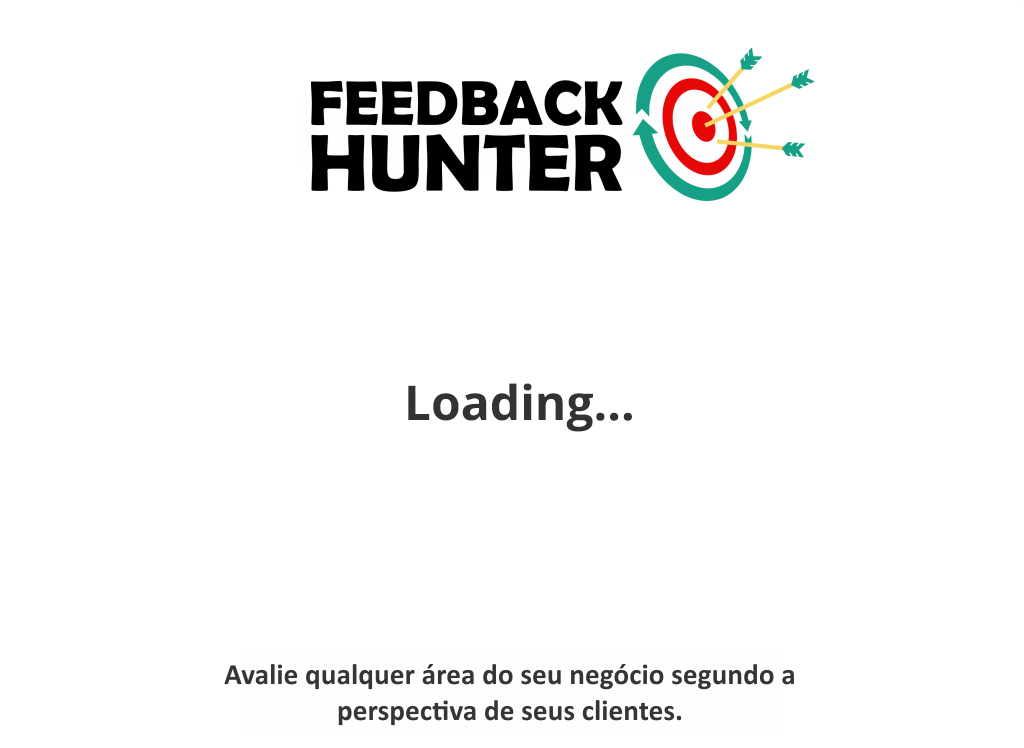 FEEDBACK
HUNTER
Loading...
Avalie qualquer área do seu negócio segundo a
perspectiva de seus clientes.